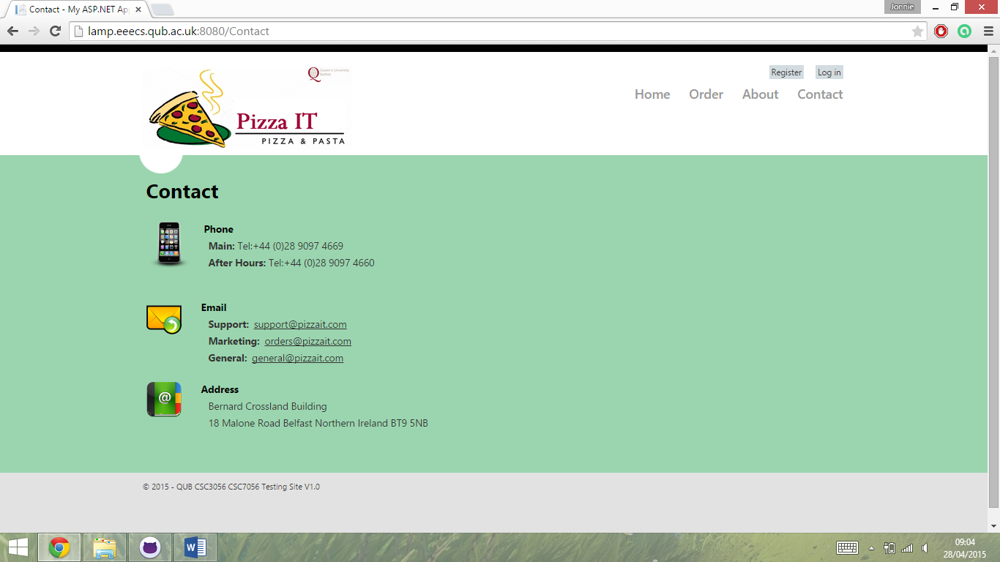 Contact - My ASP.NET Ap
Jonnie
lamp.eeecs.qub.ac.uk:8080/Contact
Queen's University
Belfast
Register Log in
Home Order About Contact
Pizza IT
PIZZA & PASTA
Contact
Phone
Main: Tel:+44 (0)28 9097 4669
After Hours: Tel:+44 (0)28 9097 4660
Email
Support: support@pizzait.com
Marketing: orders@pizzait.com
General: general@pizzait.com
@
Address
Bernard Crossland Building
18 Malone Road Belfast Northern Ireland BT9 5NB
© 2015 - QUB CSC3056 CSC7056 Testing Site V1.0
09:04
28/04/2015